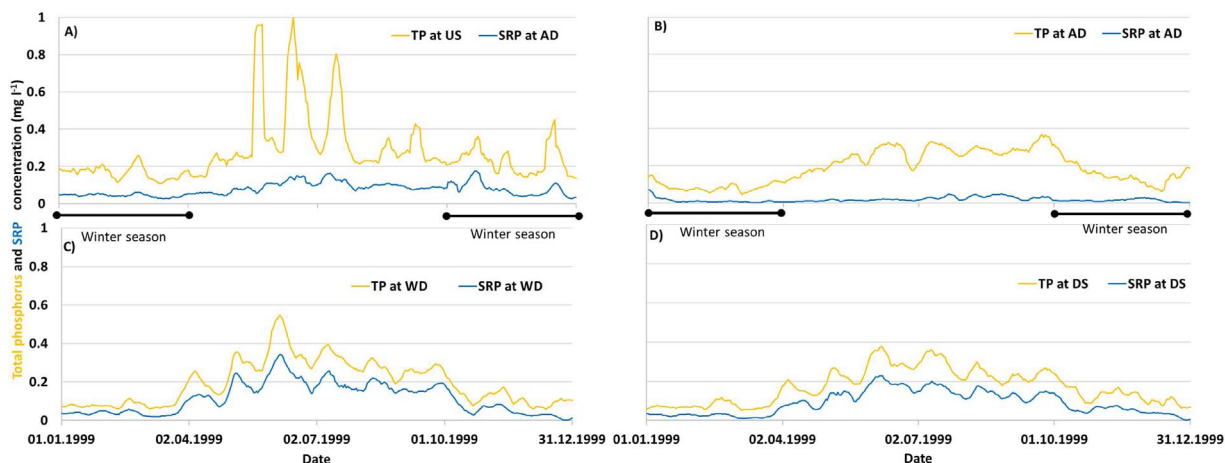 1
A)
TP at US
SRP at AD
B)
TP at AD
SRP at AD
0.8
0.6
0.4
0.2
0
Winter season
Winter season
Winter season
Winter season
Total phosphorus and SRP concentration (mg l-1)
C)
TP at WD
SRP at WD
D)
TP at DS
SRP at DS
0.8
0.6
0.4
0.2
0
01.01.1999
02.04.1999
02.07.1999
01.10.1999
31.12.1999
01.01.1999
02.04.1999
02.07.1999
01.10.1999
31.12.1999
Date
Date